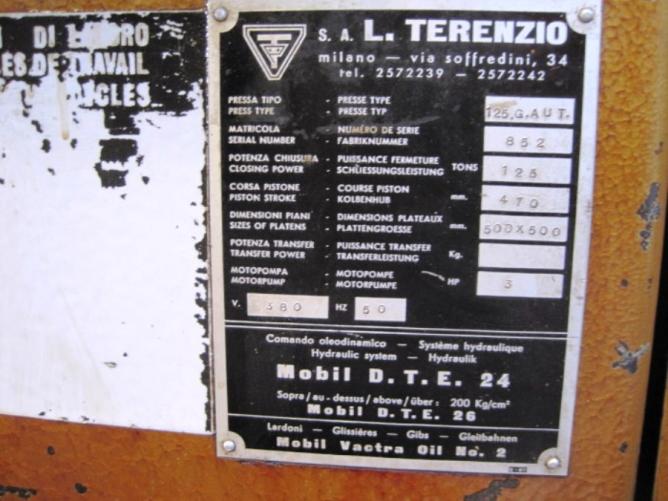 DI LAVORO
DE TRAVAIL
S. A. L. TERENZIO
milano — via soffredini, 34
tel. 2572239 — 2572242
PRESSA TIPO - PRESSE TYPE
PRESS TYPE - PRESSE TYP 125.G.AUT.
MATRICOLA - NUMÉRO DE SERIE
SERIAL NUMBER - FABRIKNUMMER 852
POTENZA CHIUSURA - PUISSANCE FERMETURE
CLOSING POWER - SCHLIESSUNGSLEISTUNG TONS 125
CORSA PISTONE - COURSE PISTON
PISTON STROKE - KOLBENHUB mm. 470
DIMENSIONI PIANI - DIMENSIONS PLATEAUX
SIZES OF PLATENS - PLATTENGROESSE mm. 500X500
POTENZA TRANSFER - PUISSANCE TRANSFER
TRANSFER POWER - TRANSFERLEISTUNG Kg.
MOTOPOMPA - MOTOPOMPE
MOTORPUMP - MOTORPUMPE HP 3
V. 380 HZ 50
Comando oleodinamico — Système hydraulique
Hydraulic system — Hydraulik
Mobil D. T. E. 24
Sopra/au-dessus/above/über: 200 Kg/cm²
Mobil D. T. E. 26
Lardoni — Glissières — Gibs — Gleitbahnen
Mobil Vactra Oil No. 2